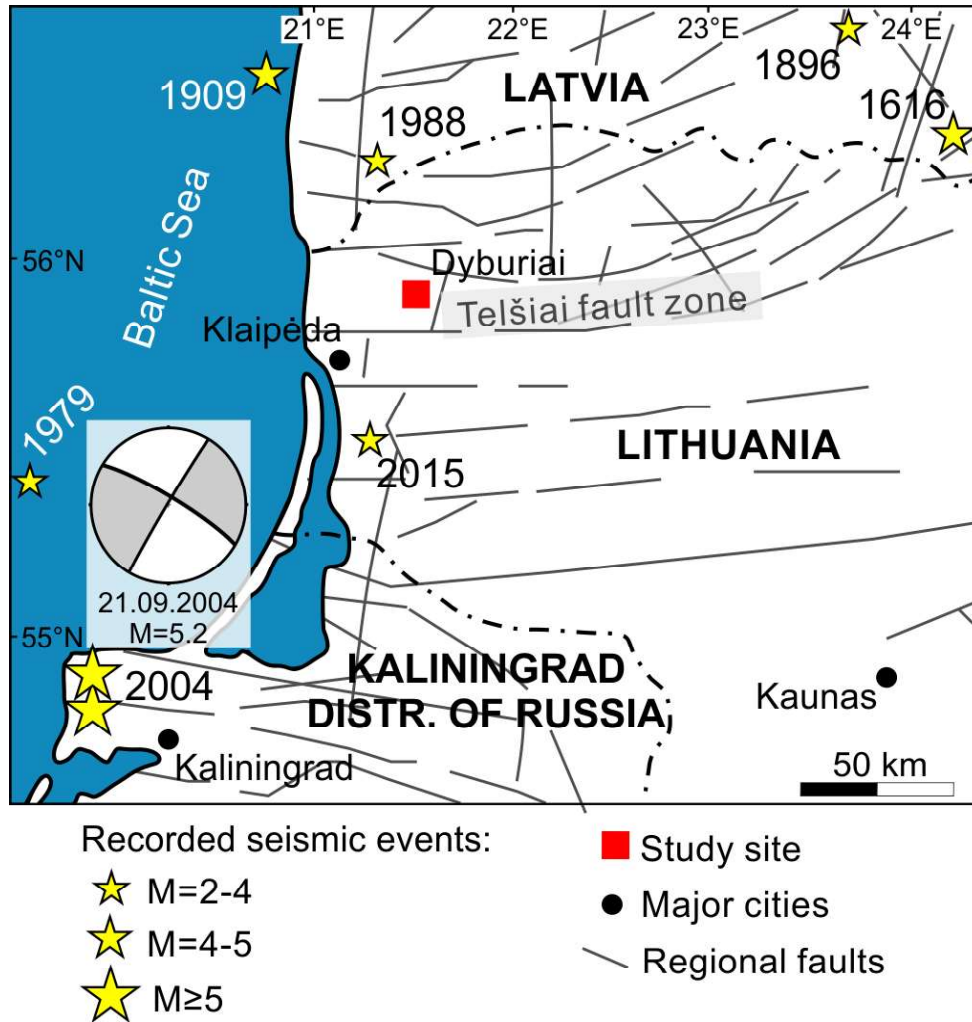 21°E
22°E
23°E
24°E
1896
1909
LATVIA
1616
1988
Baltic Sea
56°N
Dyburiai
Telšiai fault zone
Klaipėda
1979
LITHUANIA
2015
21.09.2004
M=5.2
55°N
KALININGRAD
DISTR. OF RUSSIA
2004
Kaunas
Kaliningrad
50 km
Recorded seismic events:
M=2-4
M=4-5
M≥5
Study site
Major cities
Regional faults